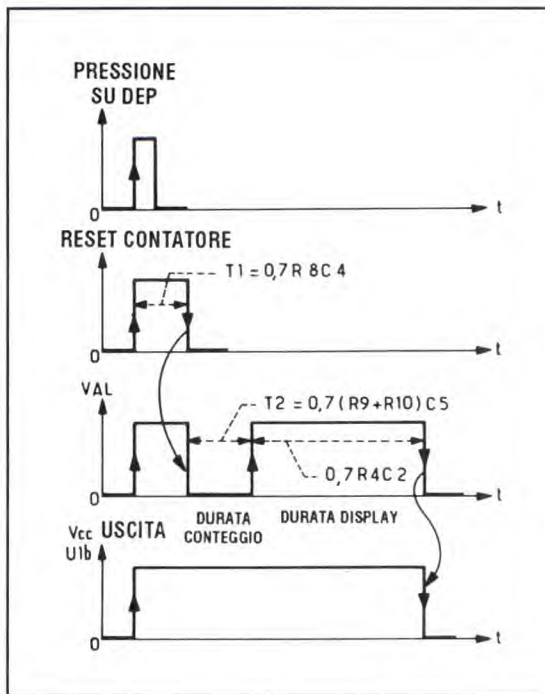 PRESSIONE
SU DEP
0
t
RESET CONTATORE
T1 = 0,7 R 8 C 4
0
t
VAL
T2 = 0,7 (R9+R10) C5
0,7 R4 C2
0
t
DURATA
CONTEGGIO
DURATA DISPLAY
Vcc USCITA
U1b
0
t